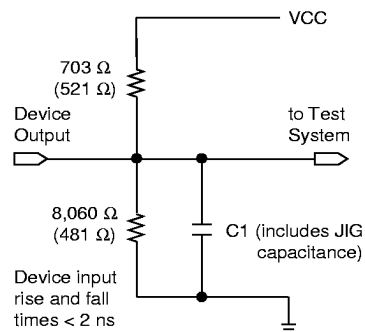 VCC
703 Ω
(521 Ω)
Device
Output
to Test
System
8,060 Ω
(481 Ω)
C1 (includes JIG
capacitance)
Device input
rise and fall
times < 2 ns